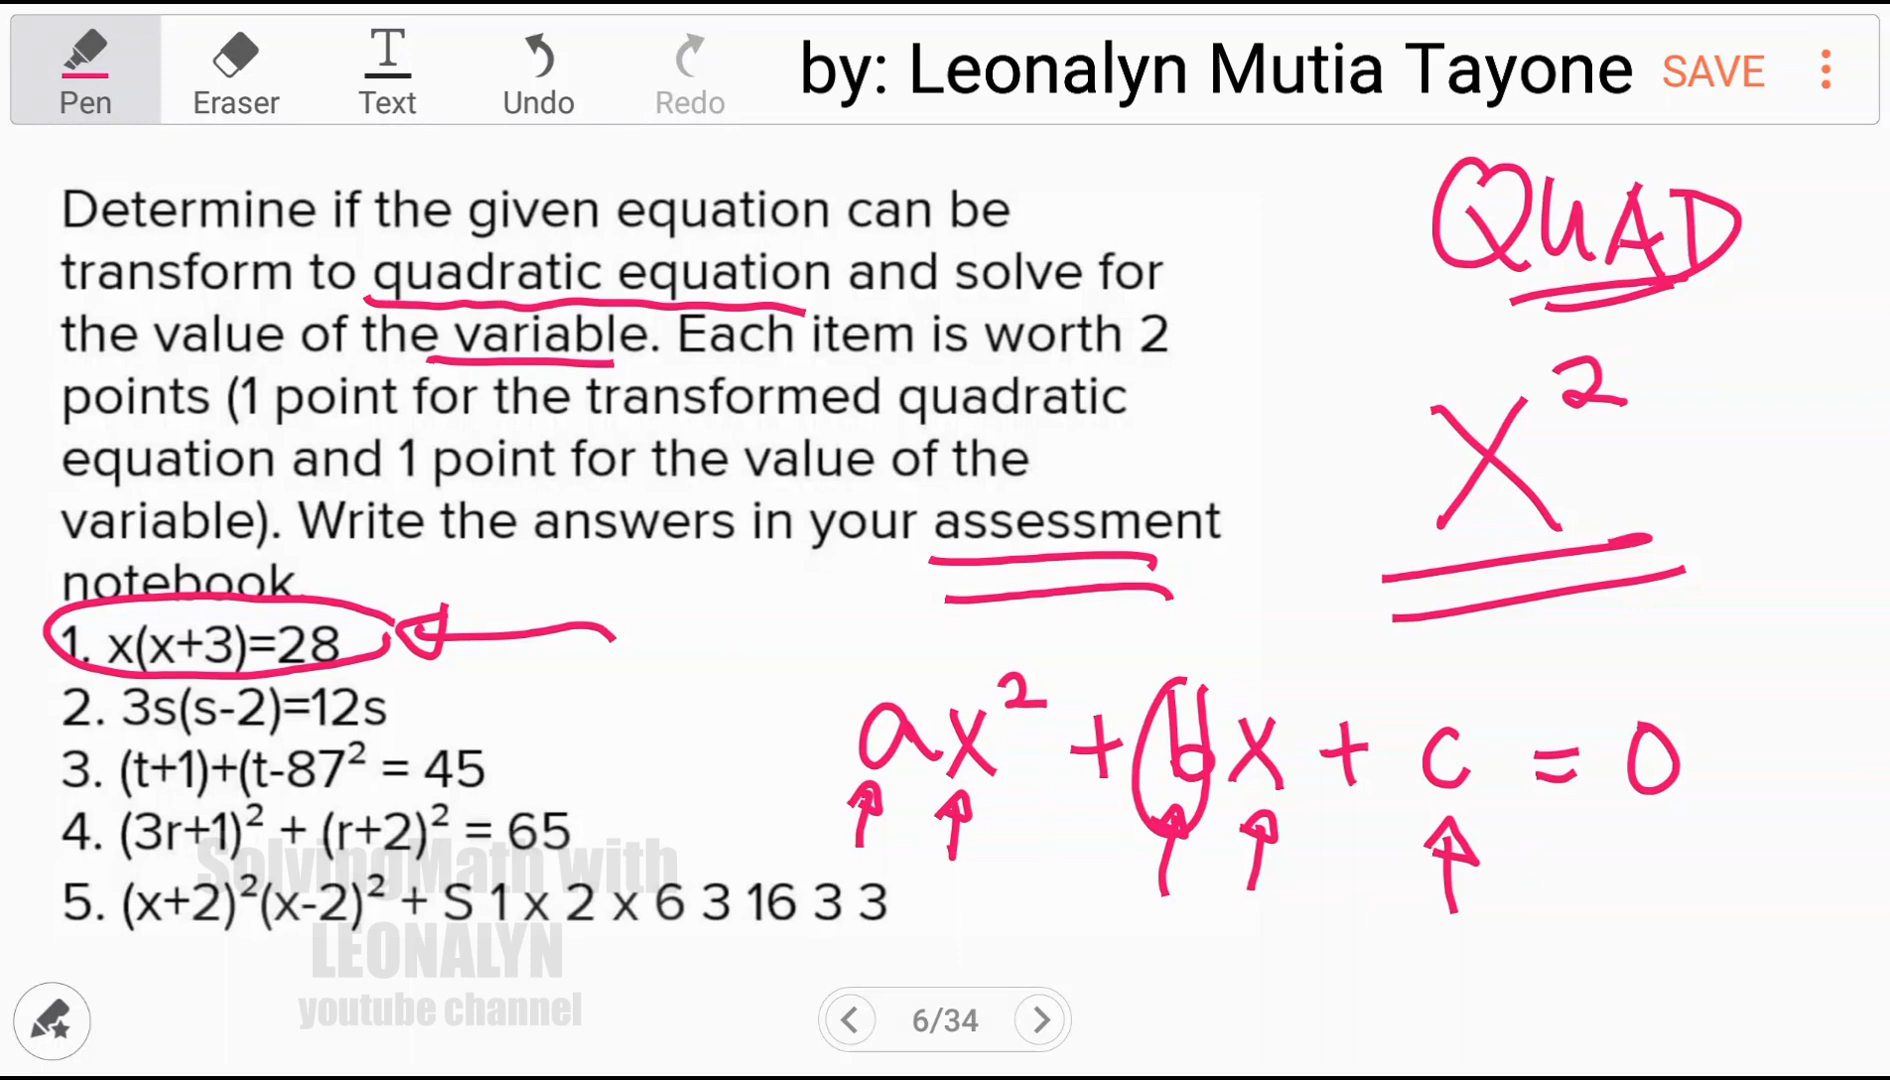 Pen
Eraser
Text
Undo
Redo
by: Leonalyn Mutia Tayone
SAVE
Determine if the given equation can be
transform to quadratic equation and solve for
the value of the variable. Each item is worth 2
points (1 point for the transformed quadratic
equation and 1 point for the value of the
variable). Write the answers in your assessment
notebook
1. x(x+3)=28
2. 3s(s-2)=12s
3. (t+1)+(t-87² = 45
4. (3r+1)² + (r+2)² = 65
5. (x+2)²(x-2)² + S 1 x 2 x 6 3 16 3 3
QUAD
x²
ax² + bx + c = 0
SolvingMath with
LEONALYN
youtube channel
6/34